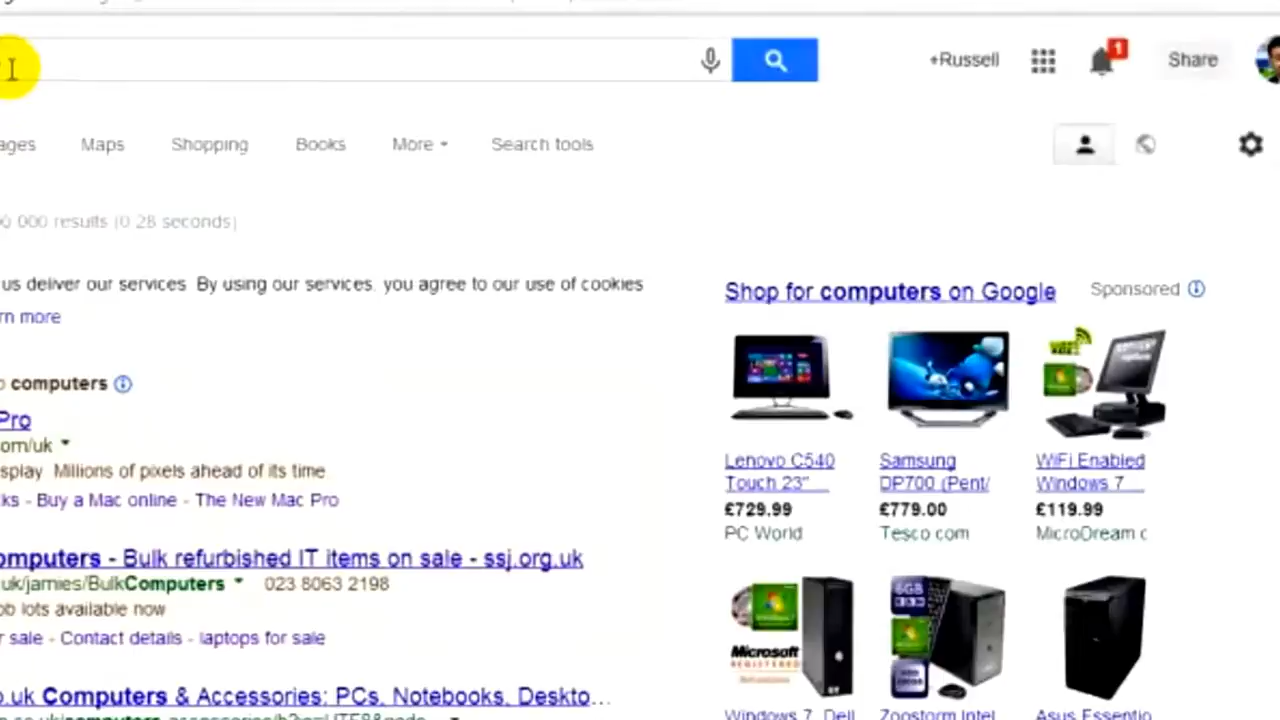 +Russell
1
Share
ages Maps Shopping Books More Search tools
000 results (0.28 seconds)
us deliver our services. By using our services, you agree to our use of cookies
rn more
computers
Pro
om/uk
splay Millions of pixels ahead of its time
ks - Buy a Mac online - The New Mac Pro
omputers - Bulk refurbished IT items on sale - ssj.org.uk
uk/jamies/BulkComputers 023 8063 2198
ob lots available now
r sale - Contact details - laptops for sale
o.uk Computers & Accessories: PCs, Notebooks, Deskto...
Shop for computers on Google
Sponsored
Lenovo C540
Touch 23" ...
£729.99
PC World
Samsung
DP700 (Pent/
£779.00
Tesco.com
WiFi Enabled
Windows 7 ...
£119.99
MicroDream c
Microsoft
REGISTERED
6GB
Windows 7, Dell
Zoostorm Intel
Asus Essentio